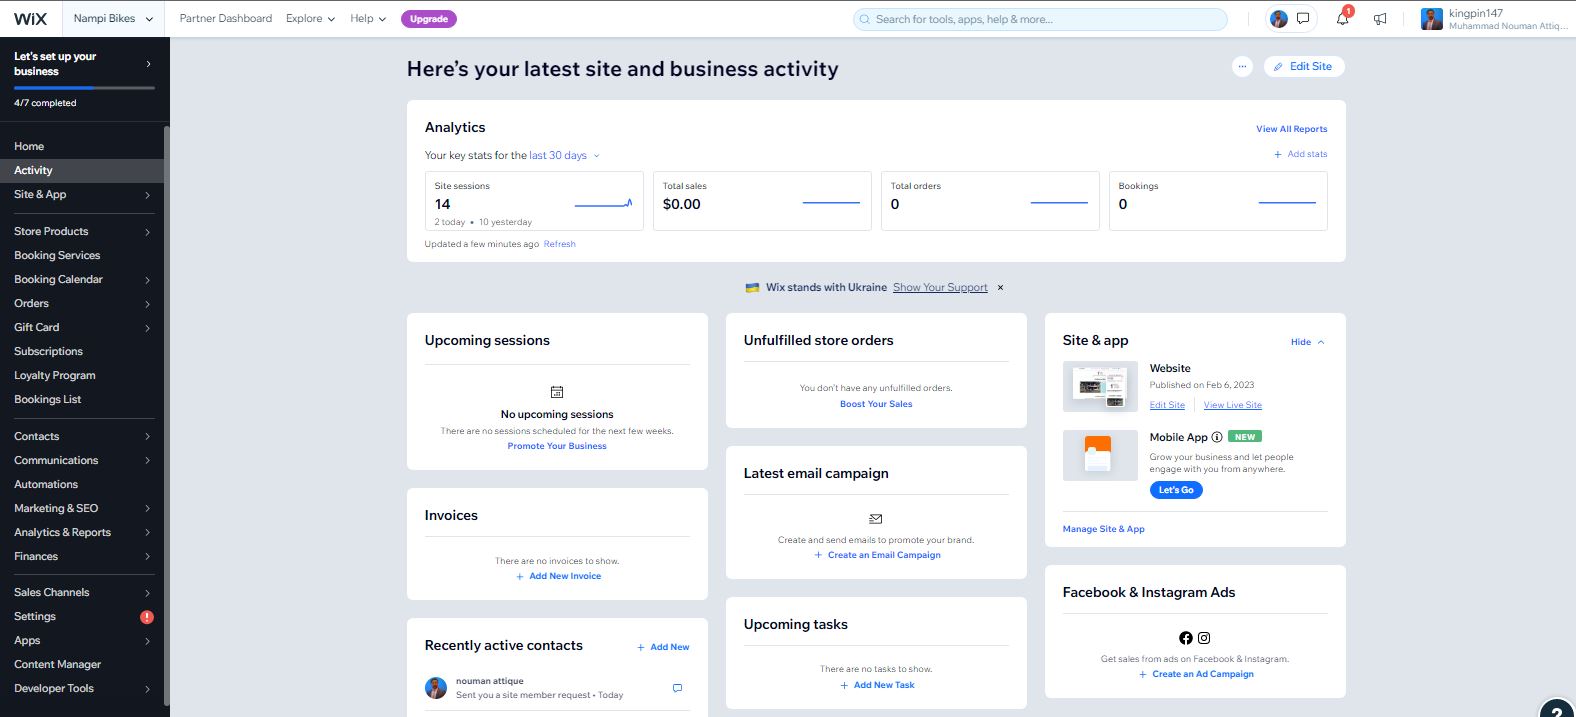 WiX
Nampi Bikes
Partner Dashboard
Explore
Help
Upgrade
Search for tools, apps, help & more...
1
kingpin147
Muhammad Nouman Attiq...
Let's set up your
business
4/7 completed
Home
Activity
Site & App
Store Products
Booking Services
Booking Calendar
Orders
Gift Card
Subscriptions
Loyalty Program
Bookings List
Contacts
Communications
Automations
Marketing & SEO
Analytics & Reports
Finances
Sales Channels
Settings
!
Apps
Content Manager
Developer Tools
Here's your latest site and business activity
...
Edit Site
Analytics
View All Reports
Your key stats for the last 30 days
+ Add stats
Site sessions
14
2 today • 10 yesterday
Total sales
$0.00
Total orders
0
Bookings
0
Updated a few minutes ago Refresh
Wix stands with Ukraine Show Your Support ×
Upcoming sessions
No upcoming sessions
There are no sessions scheduled for the next few weeks.
Promote Your Business
Invoices
There are no invoices to show.
+ Add New Invoice
Recently active contacts
+ Add New
nouman attique
Sent you a site member request • Today
Unfulfilled store orders
You don't have any unfulfilled orders.
Boost Your Sales
Latest email campaign
Create and send emails to promote your brand.
+ Create an Email Campaign
Upcoming tasks
There are no tasks to show.
+ Add New Task
Site & app
Hide
Website
Published on Feb 6, 2023
Edit Site
View Live Site
Mobile App
NEW
Grow your business and let people
engage with you from anywhere.
Let's Go
Manage Site & App
Facebook & Instagram Ads
Get sales from ads on Facebook & Instagram.
+ Create an Ad Campaign
?